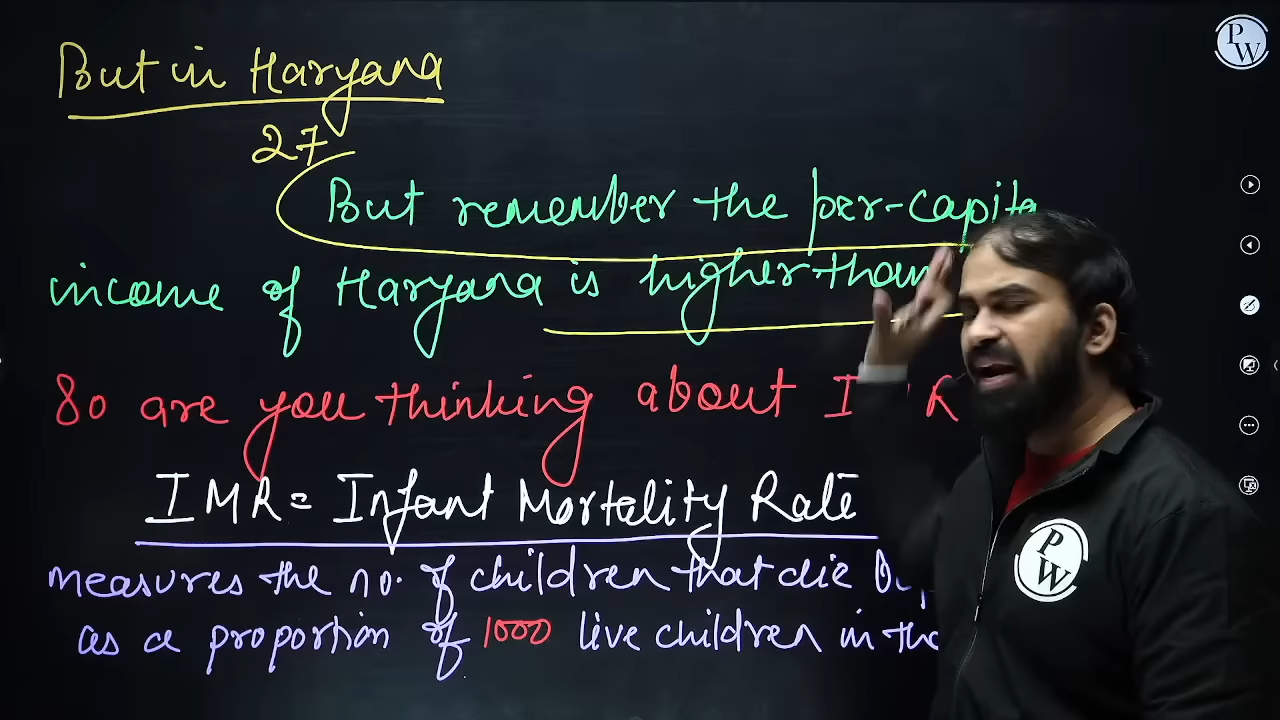 PW
But in Haryana
27
But remember the per-capita
income of Haryana is higher than
So are you thinking about I R
IMR = Infant Mortality Rate
measures the no. of children that die
as a proportion of 1000 live children in the
PW